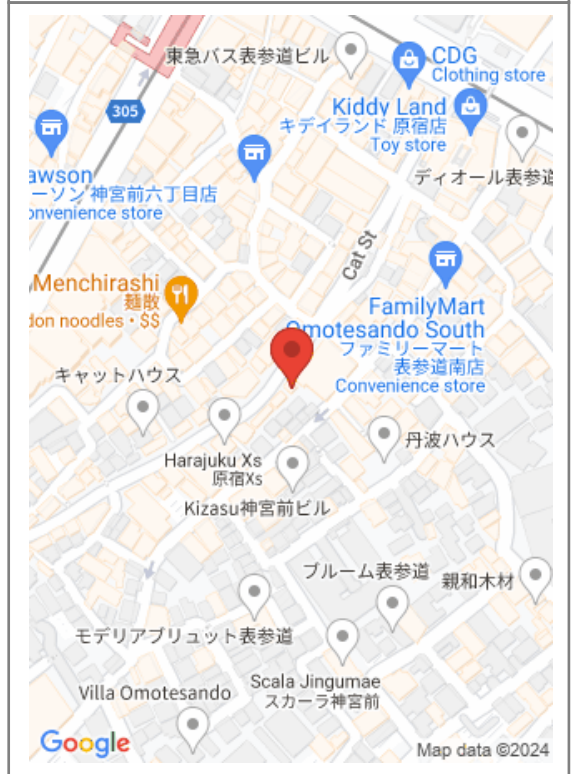 東急バス表参道ビル
CDG
Clothing store
305
Kiddy Land
キデイランド 原宿店
Toy store
ディオール表参道
awson
ーソン 神宮前六丁目店
onvenience store
Cat St
Menchirashi
麺散
don noodles・$$
FamilyMart
Omotesando South
ファミリーマート
表参道南店
Convenience store
キャットハウス
Harajuku Xs
原宿Xs
丹波ハウス
Kizasu神宮前ビル
ブルーム表参道
親和木材
モデリアブリュット表参道
Scala Jingumae
スカーラ神宮前
Villa Omotesando
Google
Map data ©2024